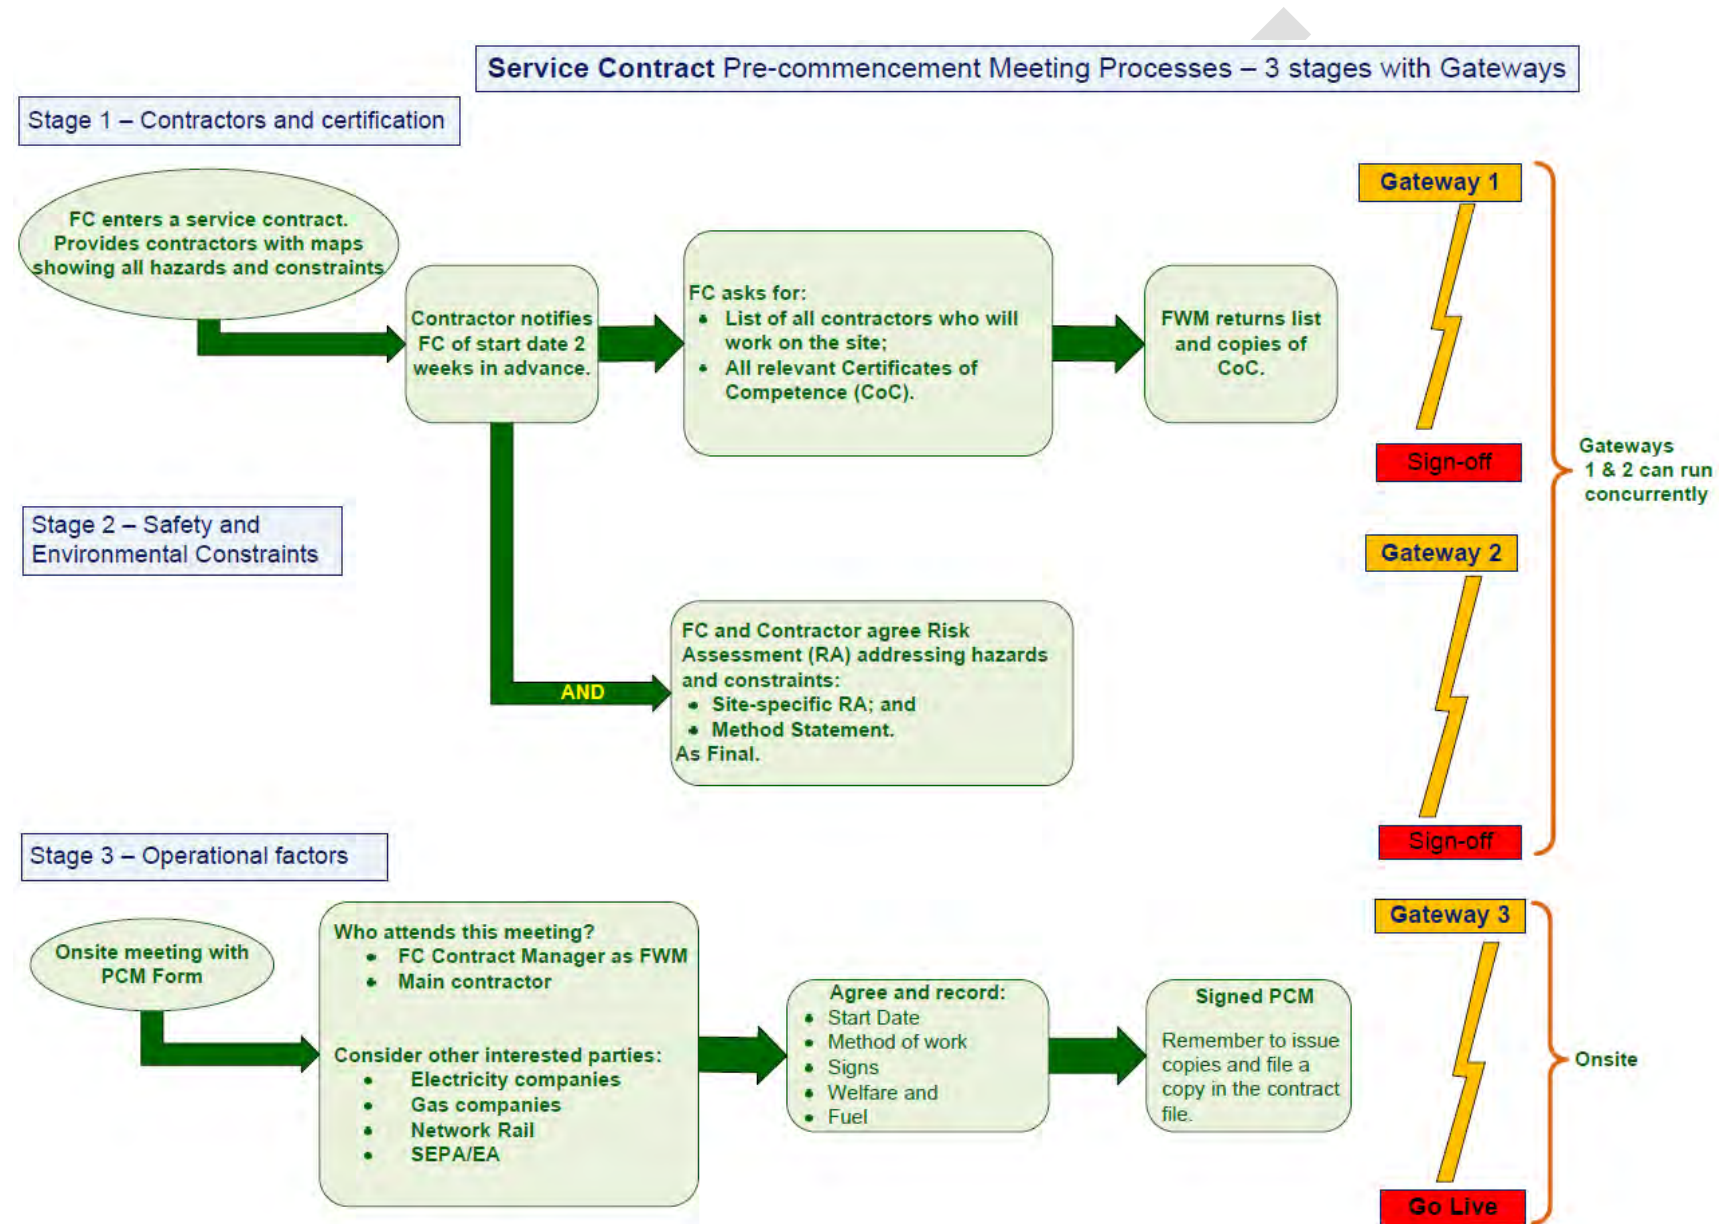 Service Contract Pre-commencement Meeting Processes – 3 stages with Gateways
Stage 1 – Contractors and certification
FC enters a service contract.
Provides contractors with maps
showing all hazards and constraints
Contractor notifies
FC of start date 2
weeks in advance.
FC asks for:
• List of all contractors who will
work on the site;
• All relevant Certificates of
Competence (CoC).
FWM returns list
and copies of
CoC.
Gateway 1
Sign-off
Gateways
1 & 2 can run
concurrently
Stage 2 – Safety and
Environmental Constraints
AND
FC and Contractor agree Risk
Assessment (RA) addressing hazards
and constraints:
• Site-specific RA; and
• Method Statement.
As Final.
Gateway 2
Sign-off
Stage 3 – Operational factors
Onsite meeting with
PCM Form
Who attends this meeting?
• FC Contract Manager as FWM
• Main contractor
Consider other interested parties:
• Electricity companies
• Gas companies
• Network Rail
• SEPA/EA
Agree and record:
• Start Date
• Method of work
• Signs
• Welfare and
• Fuel
Signed PCM
Remember to issue
copies and file a
copy in the contract
file.
Gateway 3
Onsite
Go Live